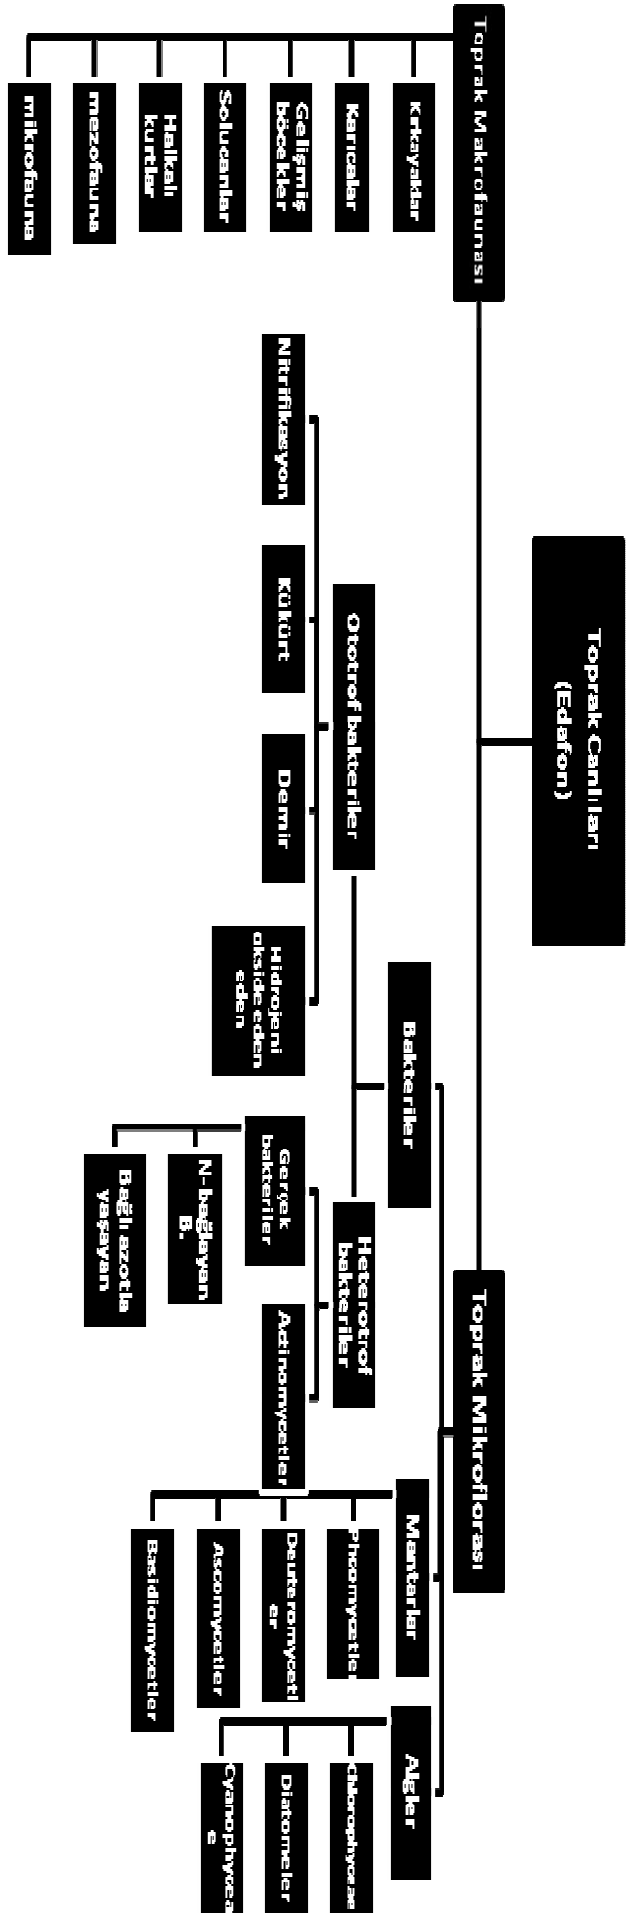 Toprak Canlıları
(Edafon)
Toprak Makrofaunası
Kırkayaklar
Karıcalar
Gelişmiş
böcekler
Solucanlar
Halkalı
kurtlar
mezofauna
mikrofauna
Toprak Mikroflorası
Bakteriler
Ototrof bakteriler
Nitrifikasyon
Kükürt
Demir
Hidrojeni
okside eden
eden
Heterotrof
bakteriler
Gerçek
bakteriler
N-bağlayan
B.
Bağlı azotla
yaşayan
Actinomycetler
Mantarlar
Phcomycetler
Deuteromycetl
er
Ascomycetler
Basidiomycetler
Algler
Chlorophyceae
Diatomeler
Cyanophycea
e